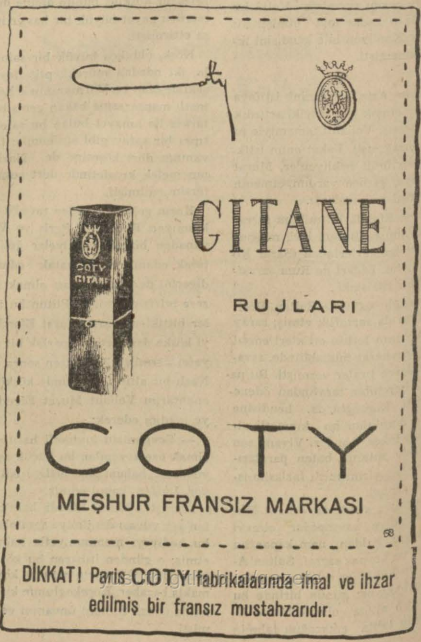 Coty
GITANE
COTY
GITANE
RUJLARI
COTY
MEŞHUR FRANSIZ MARKASI
58
DİKKAT! Paris COTY fabrikalarında imal ve ihzar
edilmiş bir fransız mustahzarıdır.